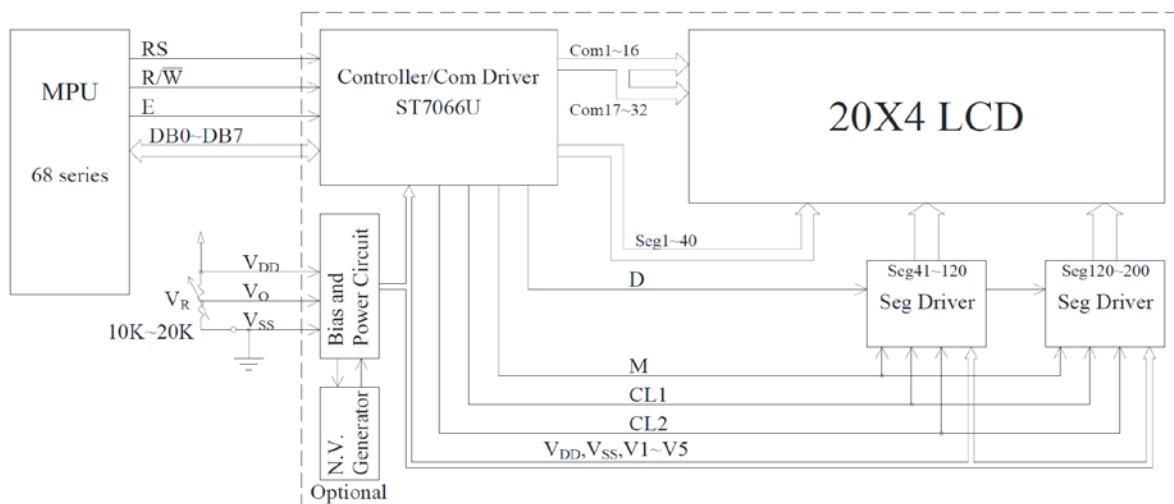 MPU
68 series
RS
R/W̅
E
DB0~DB7
Controller/Com Driver
ST7066U
Com1~16
Com17~32
20X4 LCD
Seg1~40
Seg41~120
Seg Driver
Seg120~200
Seg Driver
D
M
CL1
CL2
VDD,VSS,V1~V5
VDD
VO
VSS
VR
10K~20K
Bias and
Power Circuit
N.V.
Generator
Optional